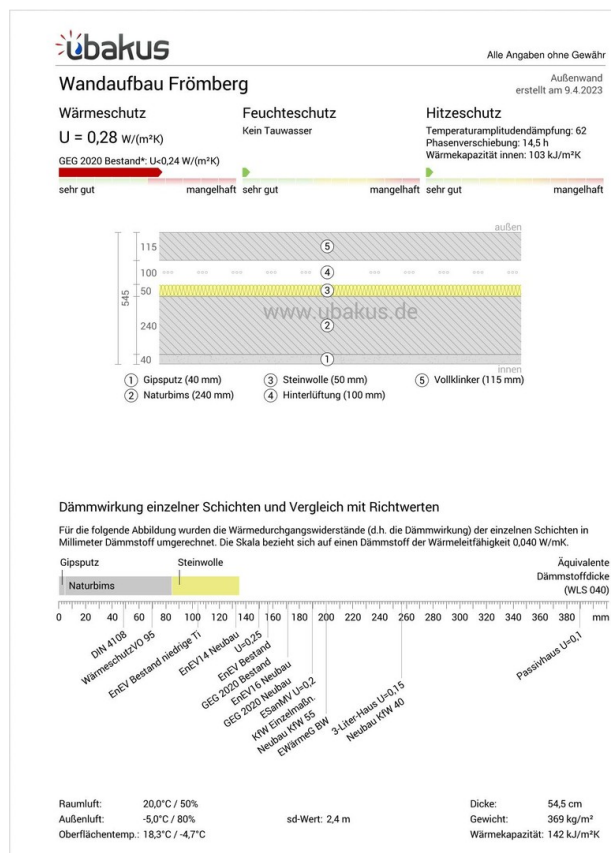 ubakus
Alle Angaben ohne Gewähr
Wandaufbau Frömberg
Außenwand
erstellt am 9.4.2023
Wärmeschutz
U = 0,28 W/(m²K)
GEG 2020 Bestand*: U<0,24 W/(m²K)
sehr gut mangelhaft
Feuchteschutz
Kein Tauwasser
sehr gut mangelhaft
Hitzeschutz
Temperaturamplitudendämpfung: 62
Phasenverschiebung: 14,5 h
Wärmekapazität innen: 103 kJ/m²K
sehr gut mangelhaft
außen
115 5
100 4
50 3
545
www.ubakus.de
240 2
40 1
innen
1 Gipsputz (40 mm) 3 Steinwolle (50 mm) 5 Vollklinker (115 mm)
2 Naturbims (240 mm) 4 Hinterlüftung (100 mm)
Dämmwirkung einzelner Schichten und Vergleich mit Richtwerten
Für die folgende Abbildung wurden die Wärmedurchgangswiderstände (d.h. die Dämmwirkung) der einzelnen Schichten in
Millimeter Dämmstoff umgerechnet. Die Skala bezieht sich auf einen Dämmstoff der Wärmeleitfähigkeit 0,040 W/mK.
Gipsputz Steinwolle
Naturbims
Äquivalente
Dämmstoffdicke
(WLS 040)
0 20 40 60 80 100 120 140 160 180 200 220 240 260 280 300 320 340 360 380 mm
DIN 4108
WärmeschutzVO 95
EnEV Bestand niedrige Ti
EnEV14 Neubau
U=0,25
EnEV Bestand
GEG 2020 Bestand
EnEV16 Neubau
GEG 2020 Neubau
ESanMV U=0,2
KfW Einzelmaßn.
Neubau KfW 55
EWärmeG BW
3-Liter-Haus U=0,15
Neubau KfW 40
Passivhaus U=0,1
Raumluft: 20,0°C / 50%
Außenluft: -5,0°C / 80%
Oberflächentemp.: 18,3°C / -4,7°C
sd-Wert: 2,4 m
Dicke: 54,5 cm
Gewicht: 369 kg/m²
Wärmekapazität: 142 kJ/m²K